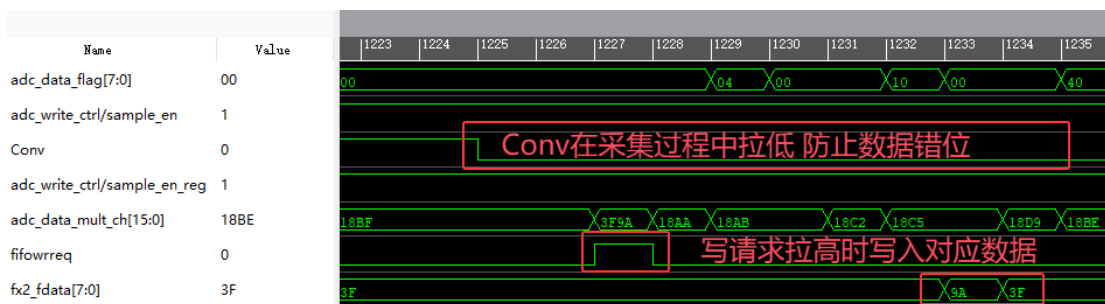 Name Value 1223 1224 1225 1226 1227 1228 1229 1230 1231 1232 1233 1234 1235
adc_data_flag[7:0] 00 00 04 00 10 00 40
adc_write_ctrl/sample_en 1
Conv 0 Conv在采集过程中拉低 防止数据错位
adc_write_ctrl/sample_en_reg 1
adc_data_mult_ch[15:0] 18BE 18BF 3F9A 18AA 18AB 18C2 18C5 18D9 18BE
fifowrreq 0 写请求拉高时写入对应数据
fx2_fdata[7:0] 3F 3F 9A 3F